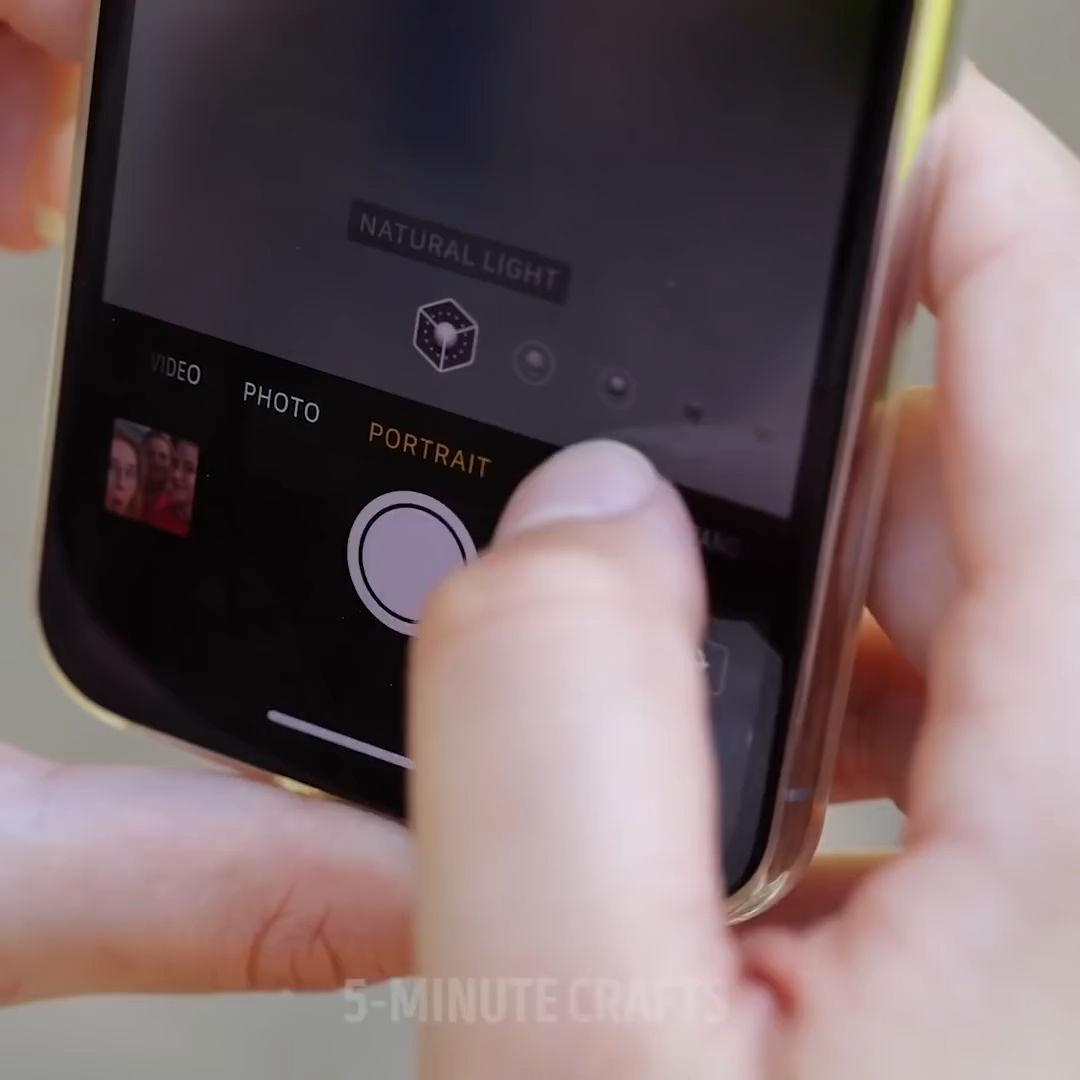 NATURAL LIGHT
VIDEO
PHOTO
PORTRAIT
5-MINUTE CRAFTS